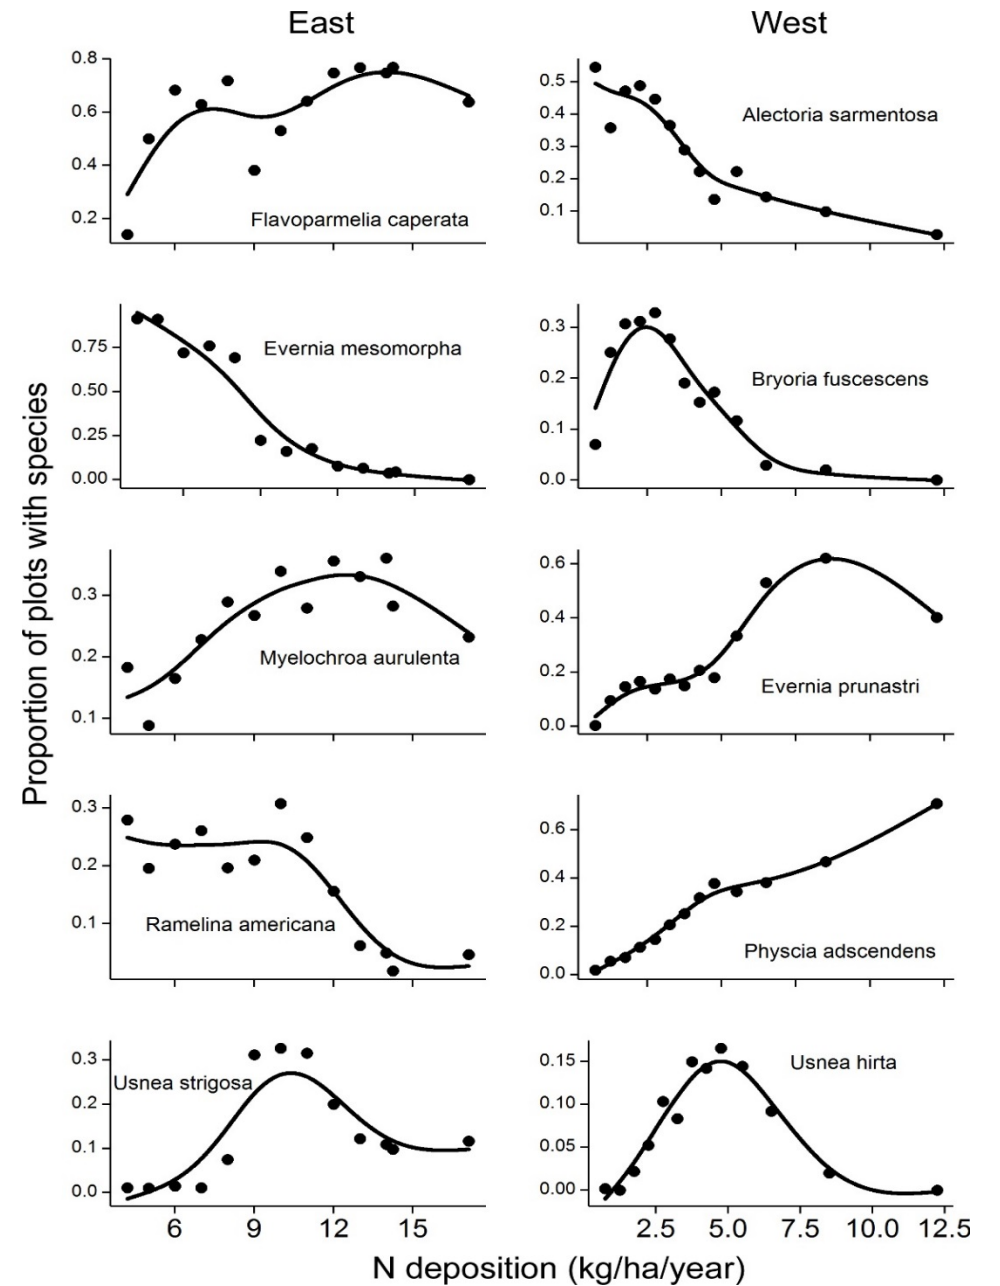 East
West
0.8
0.6
0.4
0.2
Flavoparmelia caperata
0.5
0.4
0.3
0.2
0.1
Alectoria sarmentosa
0.75
0.50
0.25
0.00
Evernia mesomorpha
0.3
0.2
0.1
0.0
Bryoria fuscescens
Proportion of plots with species
0.3
0.2
0.1
Myelochroa aurulenta
0.6
0.4
0.2
0.0
Evernia prunastri
0.3
0.2
0.1
Ramelina americana
0.6
0.4
0.2
0.0
Physcia adscendens
0.3
0.2
0.1
0.0
Usnea strigosa
0.15
0.10
0.05
0.00
Usnea hirta
6 9 12 15
2.5 5.0 7.5 10.0 12.5
N deposition (kg/ha/year)